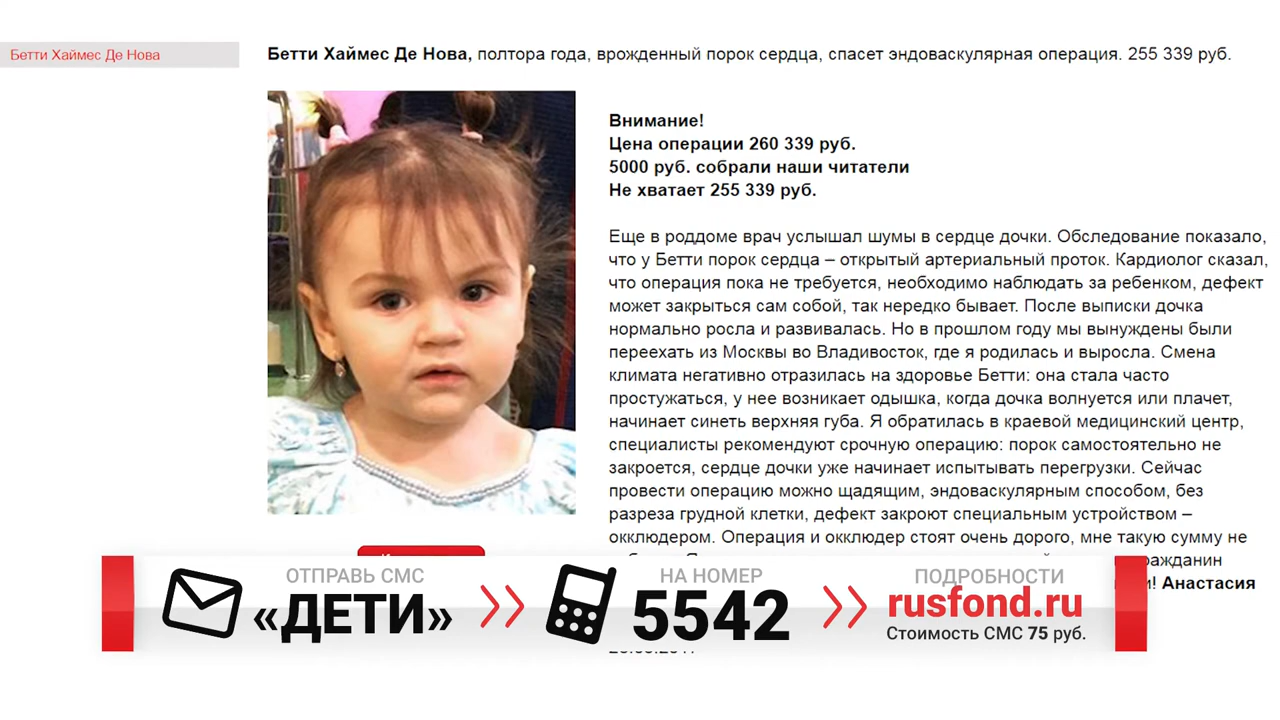 Бетти Хаймес Де Нова
Бетти Хаймес Де Нова, полтора года, врожденный порок сердца, спасет эндоваскулярная операция. 255 339 руб.
Внимание!
Цена операции 260 339 руб.
5000 руб. собрали наши читатели
Не хватает 255 339 руб.
Еще в роддоме врач услышал шумы в сердце дочки. Обследование показало,
что у Бетти порок сердца – открытый артериальный проток. Кардиолог сказал,
что операция пока не требуется, необходимо наблюдать за ребенком, дефект
может закрыться сам собой, так нередко бывает. После выписки дочка
нормально росла и развивалась. Но в прошлом году мы вынуждены были
переехать из Москвы во Владивосток, где я родилась и выросла. Смена
климата негативно отразилась на здоровье Бетти: она стала часто
простужаться, у нее возникает одышка, когда дочка волнуется или плачет,
начинает синеть верхняя губа. Я обратилась в краевой медицинский центр,
специалисты рекомендуют срочную операцию: порок самостоятельно не
закроется, сердце дочки уже начинает испытывать перегрузки. Сейчас
провести операцию можно щадящим, эндоваскулярным способом, без
разреза грудной клетки, дефект закроют специальным устройством –
окклюдером. Операция и окклюдер стоят очень дорого, мне такую сумму не
Анастасия
ОТПРАВЬ СМС
«ДЕТИ»
НА НОМЕР
5542
ПОДРОБНОСТИ
rusfond.ru
Стоимость СМС 75 руб.